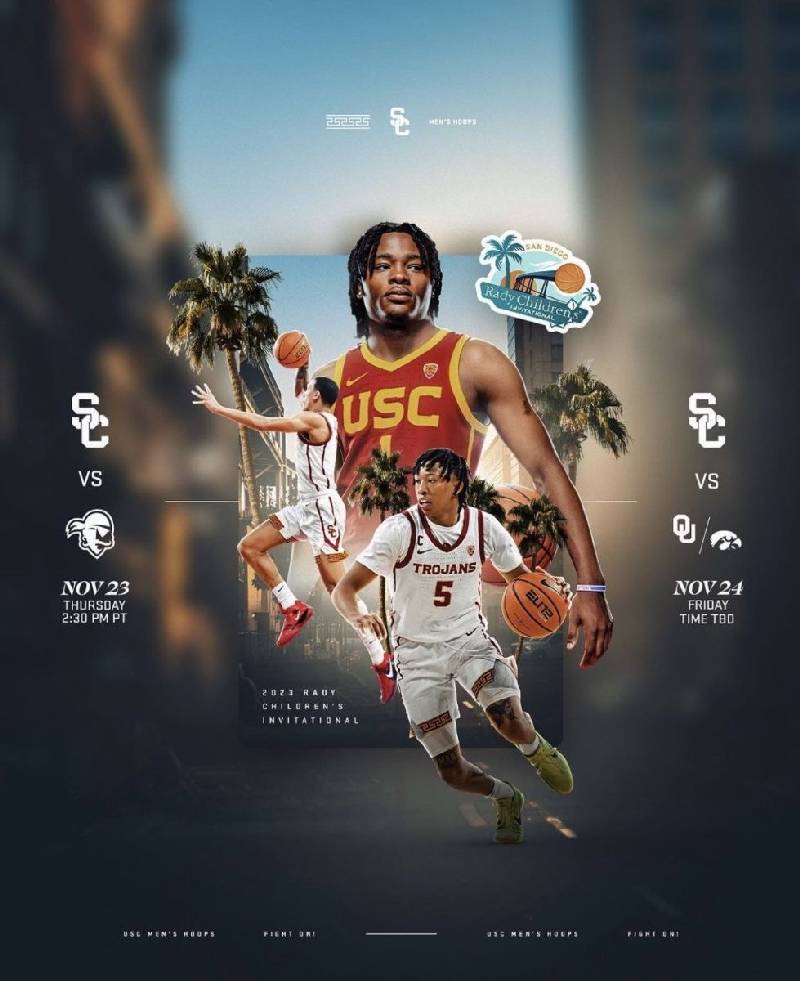 SC
MEN'S HOOPS
SAN DIEGO
Rady Children's
INVITATIONAL
USC
1
SC
TROJANS
5
C
ELITE
SC
VS
NOV 23
THURSDAY
2:30 PM PT
SC
VS
OU /
NOV 24
FRIDAY
TIME TBD
2023 RADY
CHILDREN'S
INVITATIONAL
USC MEN'S HOOPS FIGHT ON! USC MEN'S HOOPS FIGHT ON!